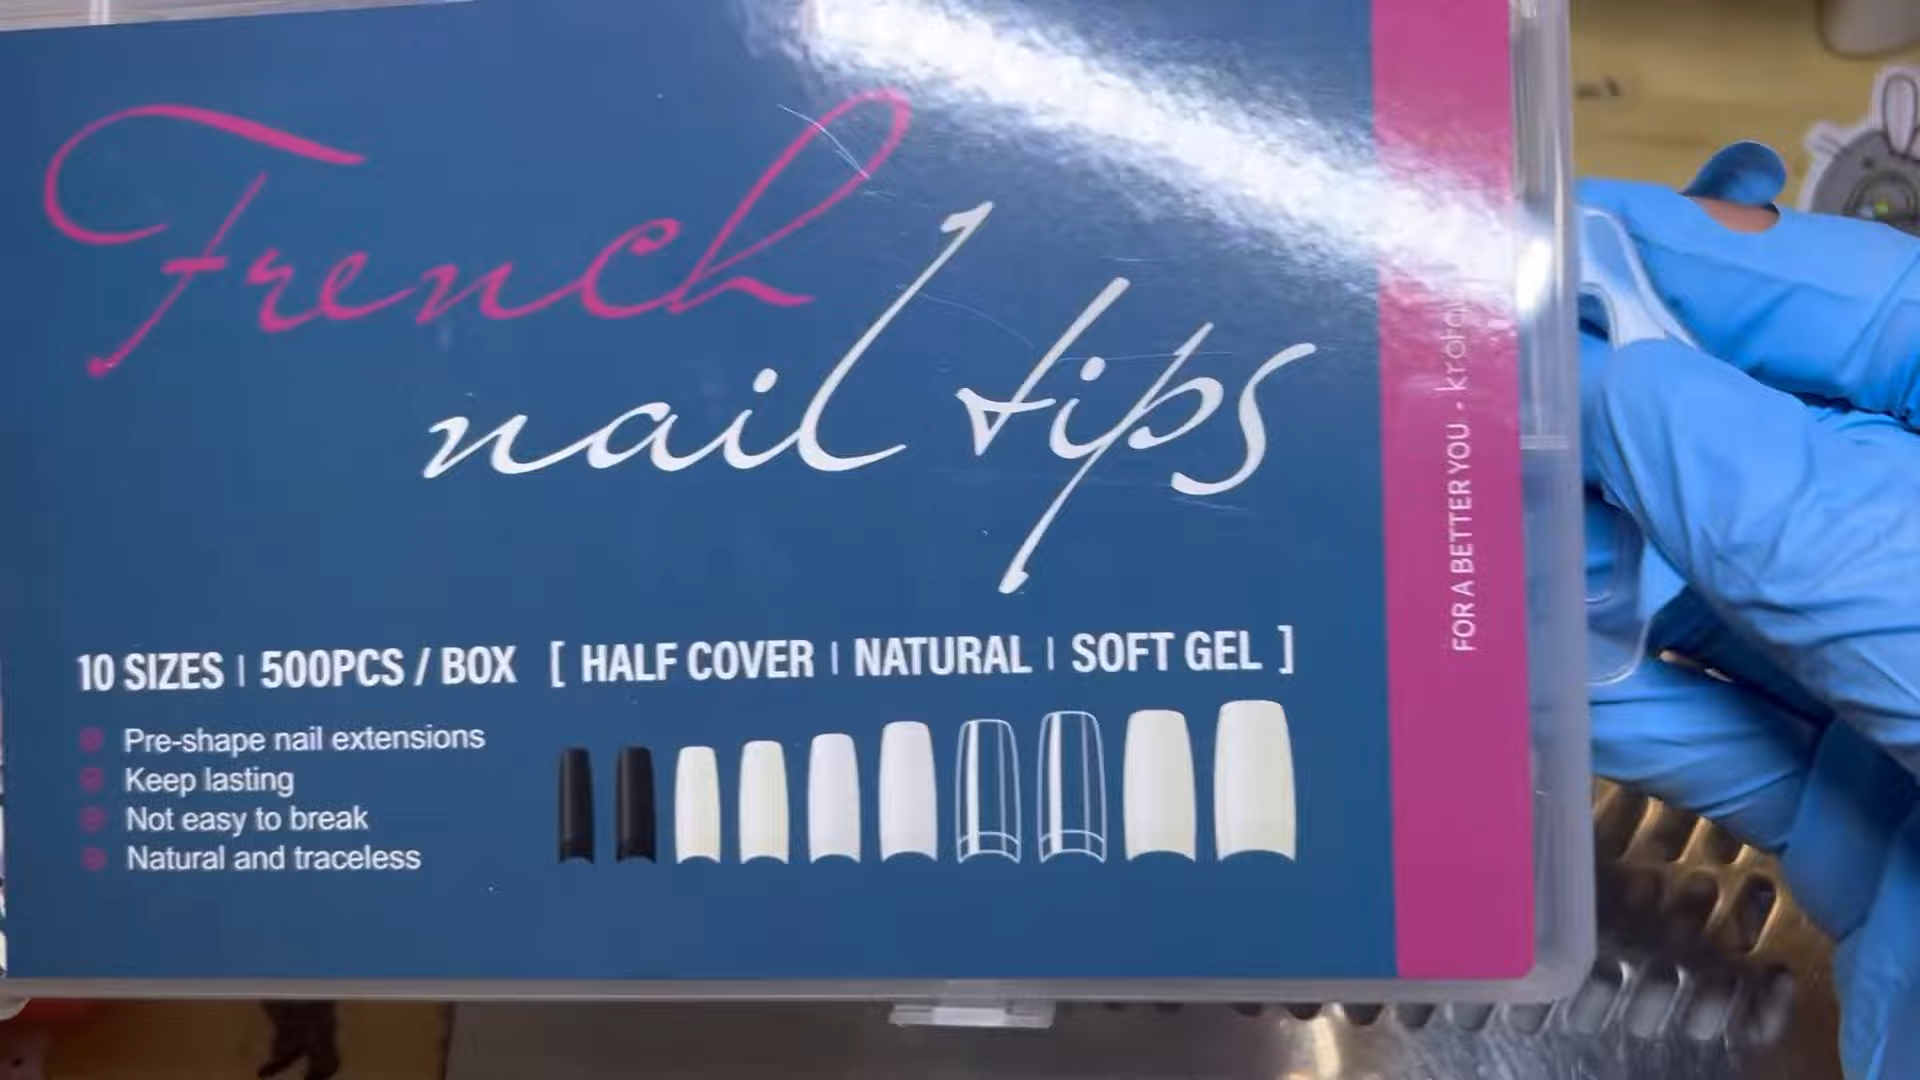 French
nail tips
10 SIZES | 500PCS / BOX [ HALF COVER | NATURAL | SOFT GEL ]
Pre-shape nail extensions
Keep lasting
Not easy to break
Natural and traceless
FOR A BETTER YOU -